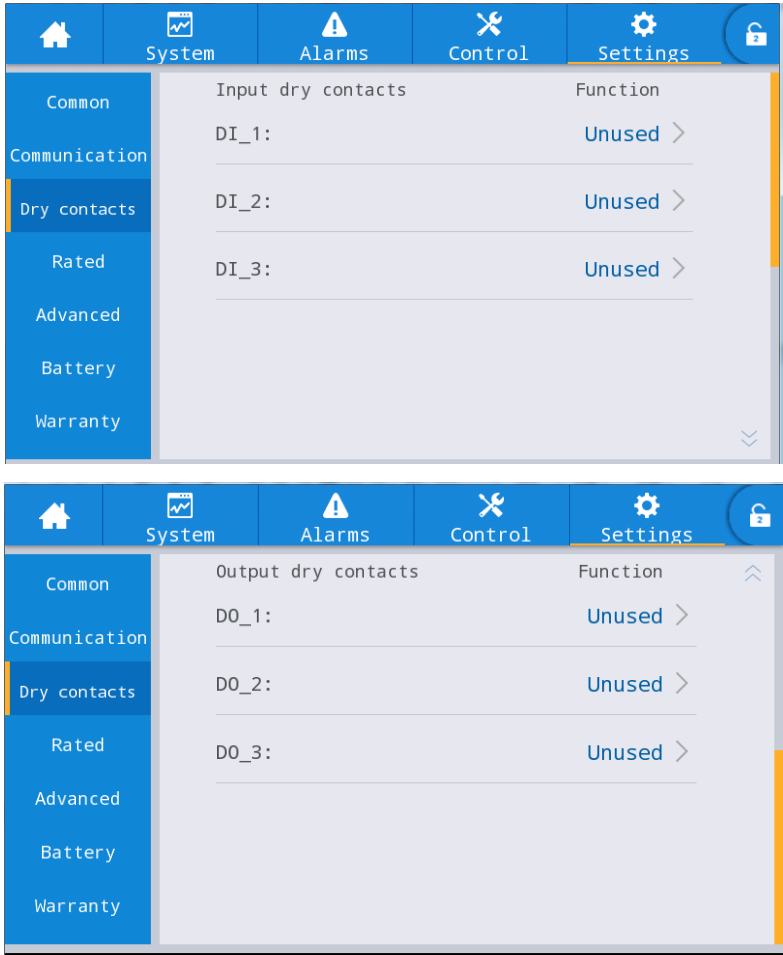 System Alarms Control Settings 2
Common
Communication
Dry contacts
Rated
Advanced
Battery
Warranty
Input dry contacts Function
DI_1: Unused
DI_2: Unused
DI_3: Unused
System Alarms Control Settings 2
Common
Communication
Dry contacts
Rated
Advanced
Battery
Warranty
Output dry contacts Function
DO_1: Unused
DO_2: Unused
DO_3: Unused